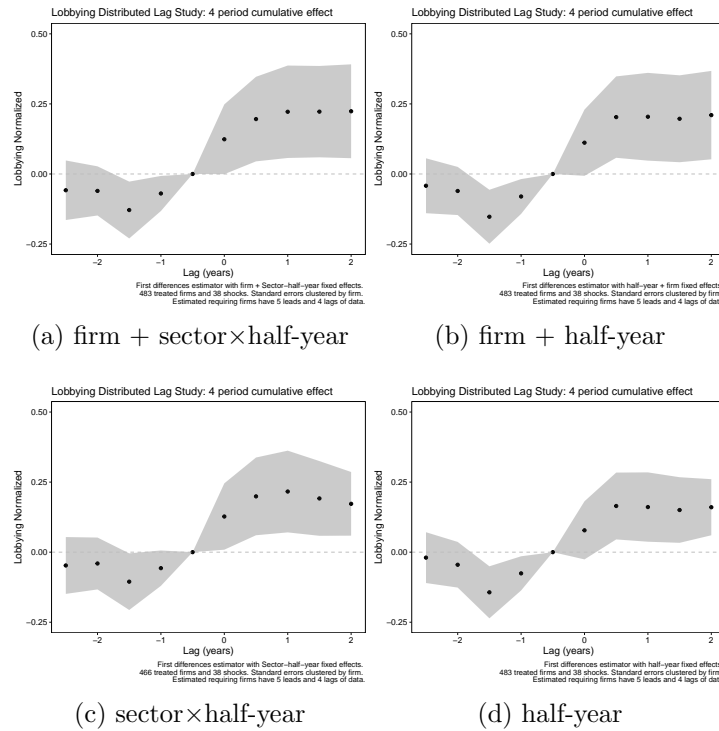 Lobbying Distributed Lag Study: 4 period cumulative effect
Lobbying Normalized
0.50
0.25
0.00
−0.25
−2
−1
0
1
2
Lag (years)
First differences estimator with firm + Sector−half−year fixed effects.
483 treated firms and 38 shocks. Standard errors clustered by firm.
Estimated requiring firms have 5 leads and 4 lags of data.
(a) firm + sector×half-year
Lobbying Distributed Lag Study: 4 period cumulative effect
Lobbying Normalized
0.50
0.25
0.00
−0.25
−2
−1
0
1
2
Lag (years)
First differences estimator with half−year + firm fixed effects
483 treated firms and 38 shocks. Standard errors clustered by firm
Estimated requiring firms have 5 leads and 4 lags of data
(b) firm + half-year
Lobbying Distributed Lag Study: 4 period cumulative effect
Lobbying Normalized
0.50
0.25
0.00
−0.25
−2
−1
0
1
2
Lag (years)
First differences estimator with Sector−half−year fixed effects.
466 treated firms and 38 shocks. Standard errors clustered by firm.
Estimated requiring firms have 5 leads and 4 lags of data.
(c) sector×half-year
Lobbying Distributed Lag Study: 4 period cumulative effect
Lobbying Normalized
0.50
0.25
0.00
−0.25
−2
−1
0
1
2
Lag (years)
First differences estimator with half−year fixed effects
483 treated firms and 38 shocks. Standard errors clustered by firm
Estimated requiring firms have 5 leads and 4 lags of data
(d) half-year